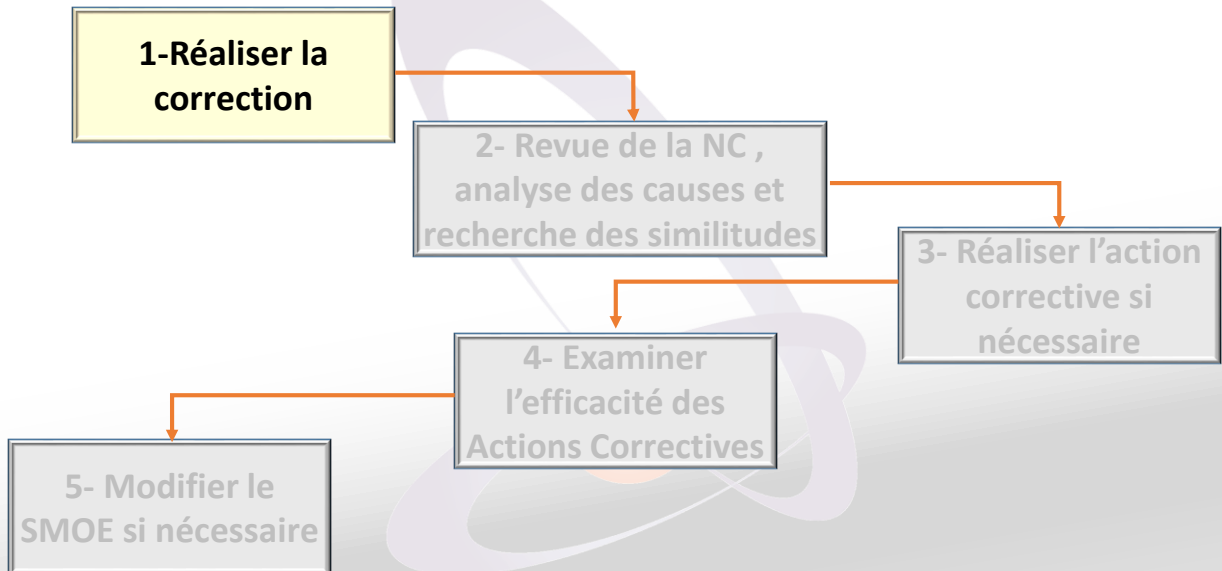 1-Réaliser la
correction
2- Revue de la NC ,
analyse des causes et
recherche des similitudes
3- Réaliser l’action
corrective si
nécessaire
4- Examiner
l’efficacité des
Actions Correctives
5- Modifier le
SMOE si nécessaire